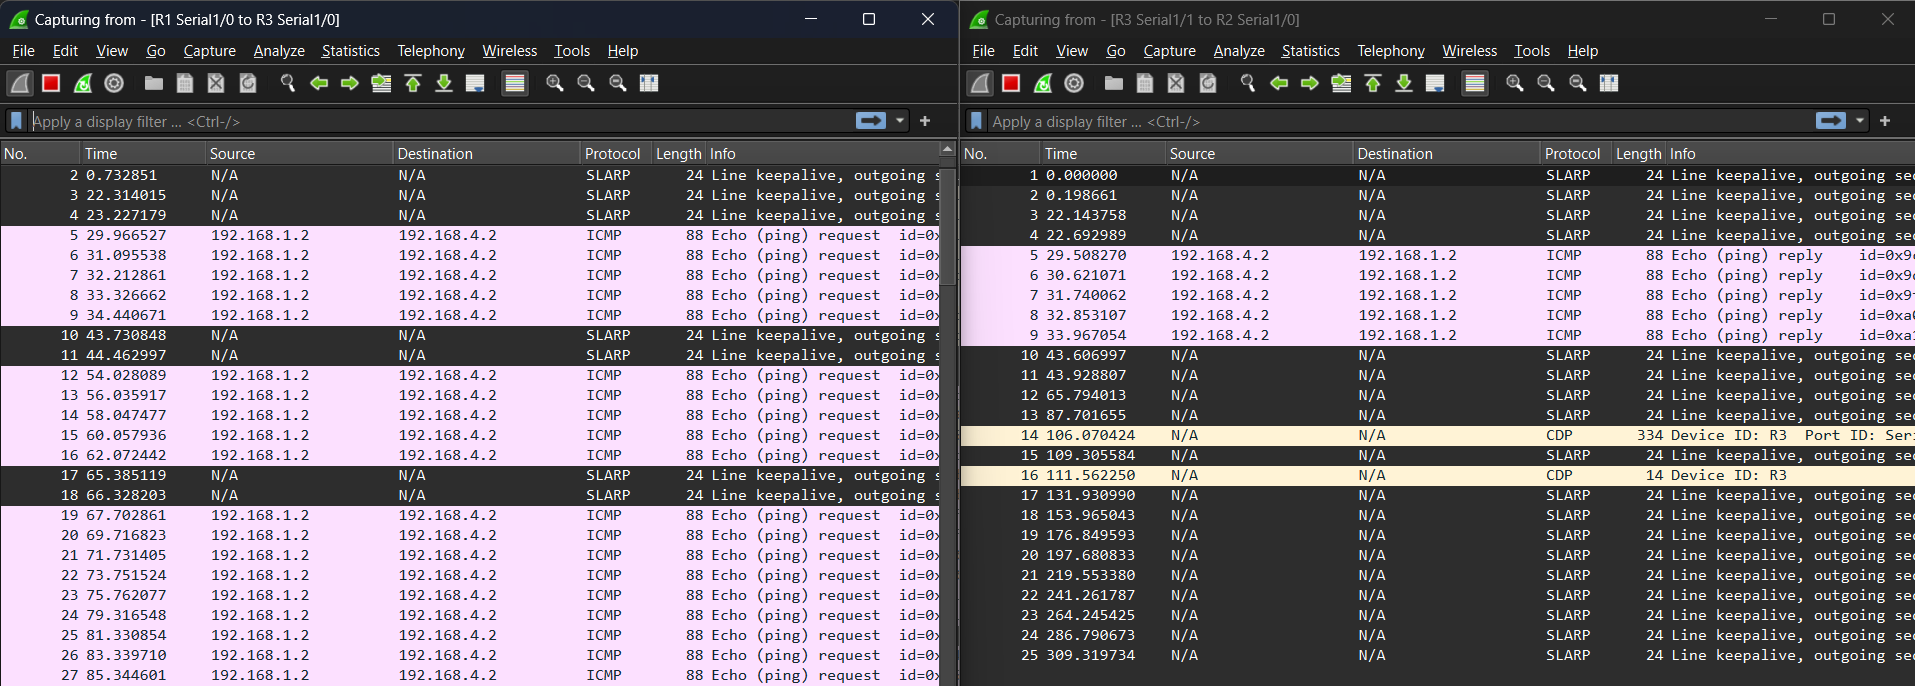 Capturing from - [R1 Serial1/0 to R3 Serial1/0]
File Edit View Go Capture Analyze Statistics Telephony Wireless Tools Help
Apply a display filter ... <Ctrl-/>
No. Time Source Destination Protocol Length Info
2 0.732851 N/A N/A SLARP 24 Line keepalive, outgoing s
3 22.314015 N/A N/A SLARP 24 Line keepalive, outgoing s
4 23.227179 N/A N/A SLARP 24 Line keepalive, outgoing s
5 29.966527 192.168.1.2 192.168.4.2 ICMP 88 Echo (ping) request id=0x
6 31.095538 192.168.1.2 192.168.4.2 ICMP 88 Echo (ping) request id=0x
7 32.212861 192.168.1.2 192.168.4.2 ICMP 88 Echo (ping) request id=0x
8 33.326662 192.168.1.2 192.168.4.2 ICMP 88 Echo (ping) request id=0x
9 34.440671 192.168.1.2 192.168.4.2 ICMP 88 Echo (ping) request id=0x
10 43.730848 N/A N/A SLARP 24 Line keepalive, outgoing s
11 44.462997 N/A N/A SLARP 24 Line keepalive, outgoing s
12 54.028089 192.168.1.2 192.168.4.2 ICMP 88 Echo (ping) request id=0x
13 56.035917 192.168.1.2 192.168.4.2 ICMP 88 Echo (ping) request id=0x
14 58.047477 192.168.1.2 192.168.4.2 ICMP 88 Echo (ping) request id=0x
15 60.057936 192.168.1.2 192.168.4.2 ICMP 88 Echo (ping) request id=0x
16 62.072442 192.168.1.2 192.168.4.2 ICMP 88 Echo (ping) request id=0x
17 65.385119 N/A N/A SLARP 24 Line keepalive, outgoing s
18 66.328203 N/A N/A SLARP 24 Line keepalive, outgoing s
19 67.702861 192.168.1.2 192.168.4.2 ICMP 88 Echo (ping) request id=0x
20 69.716823 192.168.1.2 192.168.4.2 ICMP 88 Echo (ping) request id=0x
21 71.731405 192.168.1.2 192.168.4.2 ICMP 88 Echo (ping) request id=0x
22 73.751524 192.168.1.2 192.168.4.2 ICMP 88 Echo (ping) request id=0x
23 75.762077 192.168.1.2 192.168.4.2 ICMP 88 Echo (ping) request id=0x
24 79.316548 192.168.1.2 192.168.4.2 ICMP 88 Echo (ping) request id=0x
25 81.330854 192.168.1.2 192.168.4.2 ICMP 88 Echo (ping) request id=0x
26 83.339710 192.168.1.2 192.168.4.2 ICMP 88 Echo (ping) request id=0x
27 85.344601 192.168.1.2 192.168.4.2 ICMP 88 Echo (ping) request id=0x
Capturing from - [R3 Serial1/1 to R2 Serial1/0]
File Edit View Go Capture Analyze Statistics Telephony Wireless Tools Help
Apply a display filter ... <Ctrl-/>
No. Time Source Destination Protocol Length Info
1 0.000000 N/A N/A SLARP 24 Line keepalive, outgoing sec
2 0.198661 N/A N/A SLARP 24 Line keepalive, outgoing sec
3 22.143758 N/A N/A SLARP 24 Line keepalive, outgoing sec
4 22.692989 N/A N/A SLARP 24 Line keepalive, outgoing sec
5 29.508270 192.168.4.2 192.168.1.2 ICMP 88 Echo (ping) reply id=0x9
6 30.621071 192.168.4.2 192.168.1.2 ICMP 88 Echo (ping) reply id=0x9
7 31.740062 192.168.4.2 192.168.1.2 ICMP 88 Echo (ping) reply id=0x9
8 32.853107 192.168.4.2 192.168.1.2 ICMP 88 Echo (ping) reply id=0xa
9 33.967054 192.168.4.2 192.168.1.2 ICMP 88 Echo (ping) reply id=0xa
10 43.606997 N/A N/A SLARP 24 Line keepalive, outgoing sec
11 43.928807 N/A N/A SLARP 24 Line keepalive, outgoing sec
12 65.794013 N/A N/A SLARP 24 Line keepalive, outgoing sec
13 87.701655 N/A N/A SLARP 24 Line keepalive, outgoing sec
14 106.070424 N/A N/A CDP 334 Device ID: R3 Port ID: Seri
15 109.305584 N/A N/A SLARP 24 Line keepalive, outgoing sec
16 111.562250 N/A N/A CDP 14 Device ID: R3
17 131.930990 N/A N/A SLARP 24 Line keepalive, outgoing sec
18 153.965043 N/A N/A SLARP 24 Line keepalive, outgoing sec
19 176.849593 N/A N/A SLARP 24 Line keepalive, outgoing sec
20 197.680833 N/A N/A SLARP 24 Line keepalive, outgoing sec
21 219.553380 N/A N/A SLARP 24 Line keepalive, outgoing sec
22 241.261787 N/A N/A SLARP 24 Line keepalive, outgoing sec
23 264.245425 N/A N/A SLARP 24 Line keepalive, outgoing sec
24 286.790673 N/A N/A SLARP 24 Line keepalive, outgoing sec
25 309.319734 N/A N/A SLARP 24 Line keepalive, outgoing sec